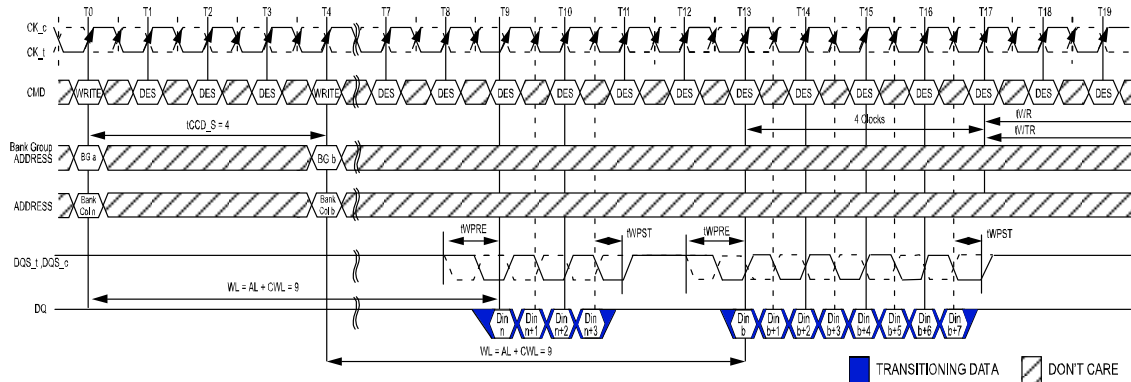 T0 T1 T2 T3 T4 T7 T8 T9 T10 T11 T12 T13 T14 T15 T16 T17 T18 T19
CK_c
CK_t
CMD WRITE DES DES DES WRITE DES DES DES DES DES DES DES DES DES DES DES DES DES
tCCD_S = 4 4 Clocks tWR
tWTR
Bank Group
ADDRESS BG a BG b
ADDRESS Bank Col n Bank Col b
tWPRE tWPST tWPRE tWPST
DQS_t ,DQS_c
WL = AL + CWL = 9
DQ Din n Din n+1 Din n+2 Din n+3 Din b Din b+1 Din b+2 Din b+3 Din b+4 Din b+5 Din b+6 Din b+7
WL = AL + CWL = 9
TRANSITIONING DATA DON'T CARE